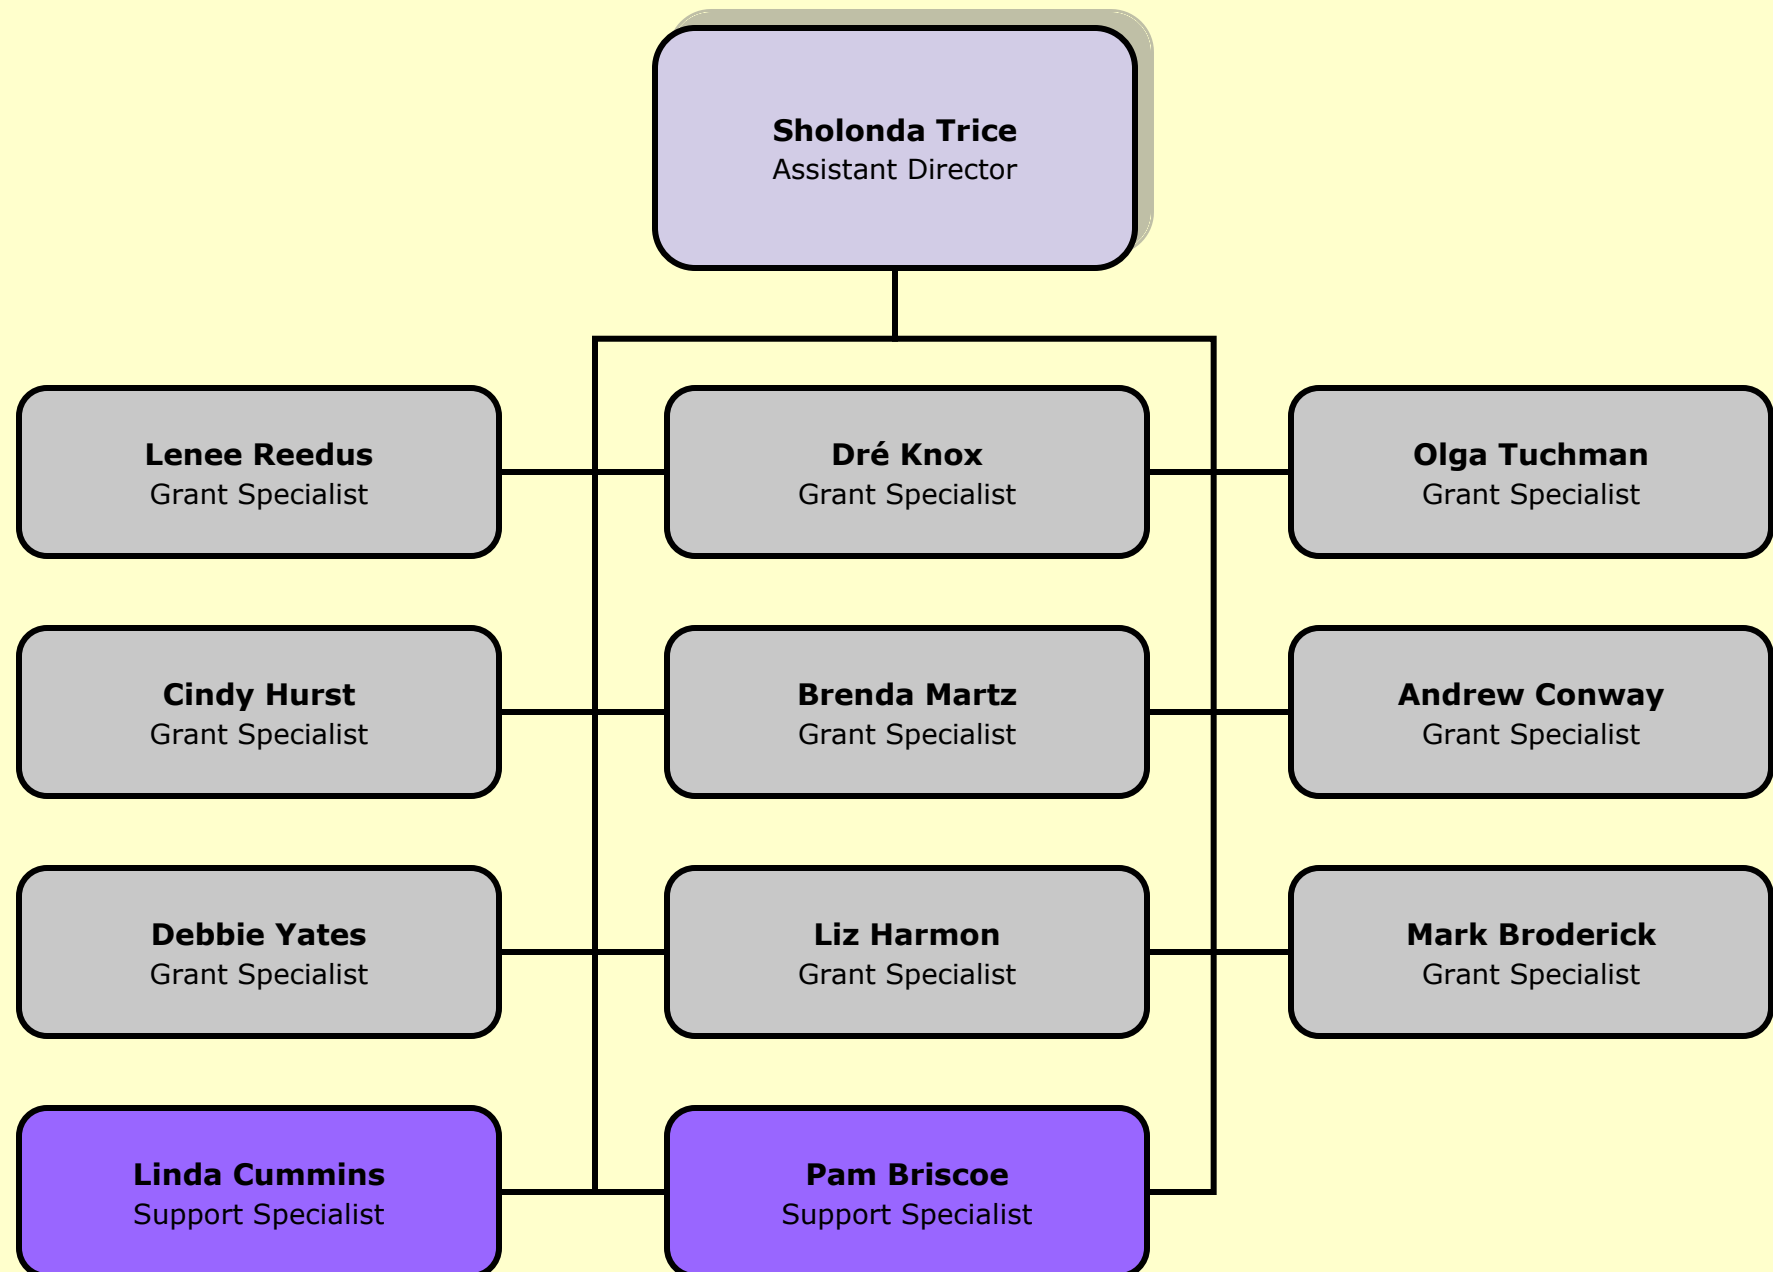 Sholonda Trice
Assistant Director
Lenee Reedus
Grant Specialist
Dré Knox
Grant Specialist
Olga Tuchman
Grant Specialist
Cindy Hurst
Grant Specialist
Brenda Martz
Grant Specialist
Andrew Conway
Grant Specialist
Debbie Yates
Grant Specialist
Liz Harmon
Grant Specialist
Mark Broderick
Grant Specialist
Linda Cummins
Support Specialist
Pam Briscoe
Support Specialist